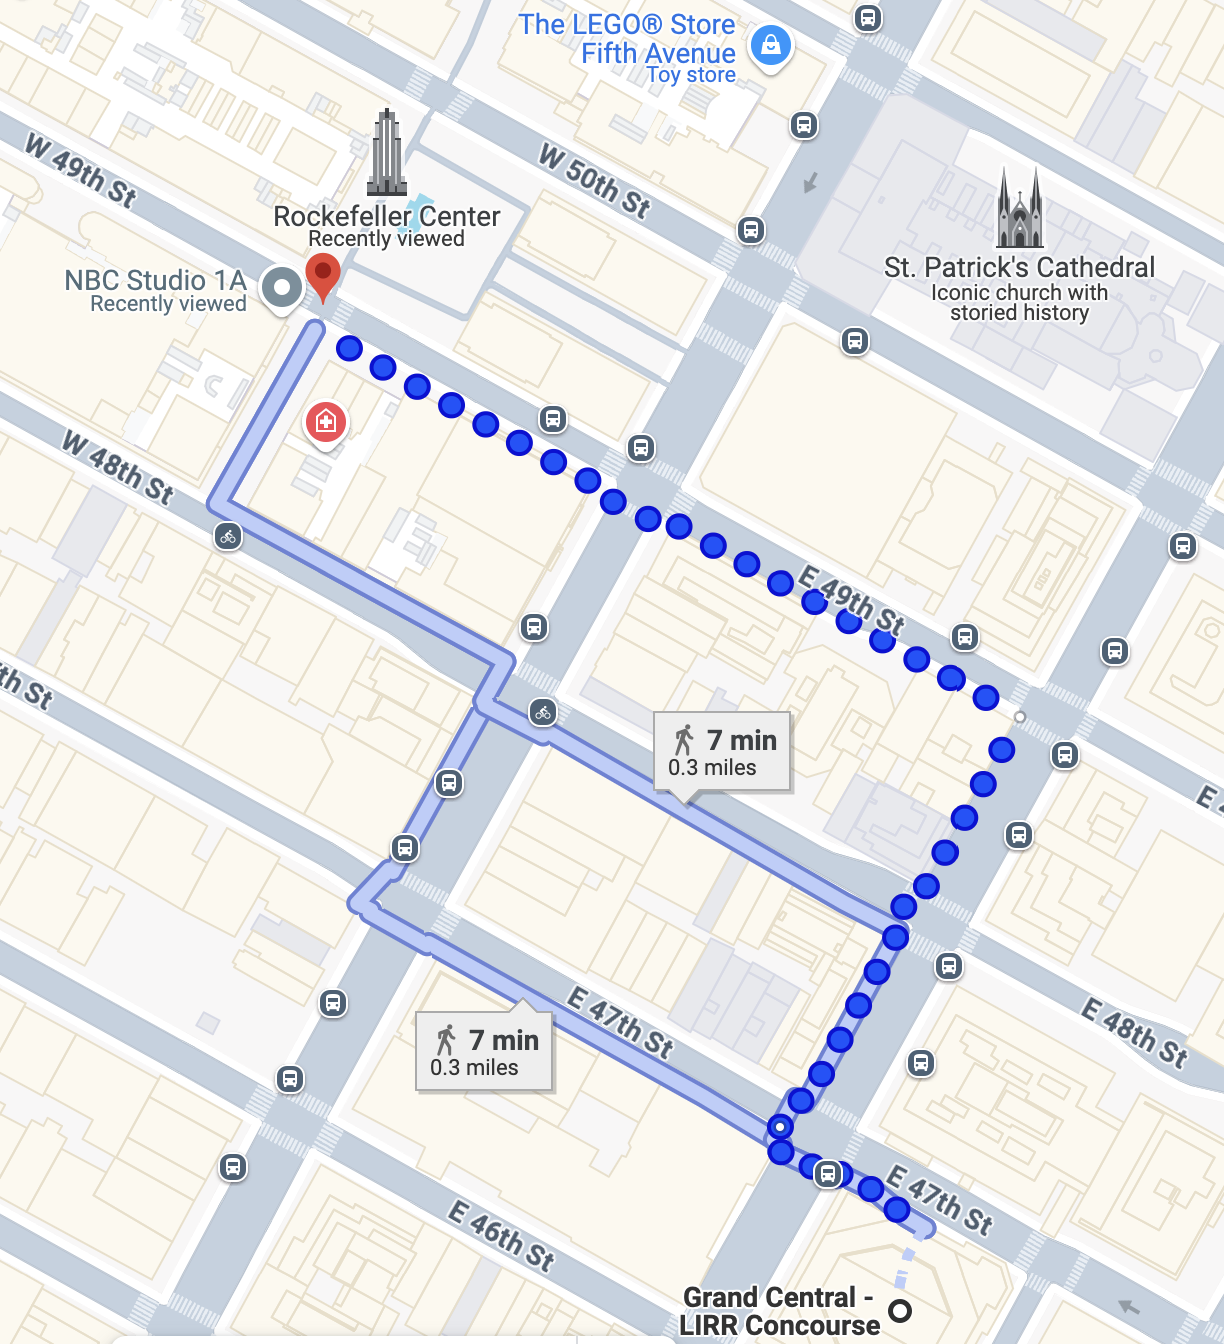 The LEGO® Store
Fifth Avenue
Toy store
W 49th St
W 50th St
Rockefeller Center
Recently viewed
St. Patrick's Cathedral
Iconic church with
storied history
NBC Studio 1A
Recently viewed
W 48th St
E 49th St
th St
7 min
0.3 miles
E
E 47th St
E 48th St
7 min
0.3 miles
E 47th St
E 46th St
Grand Central -
LIRR Concourse